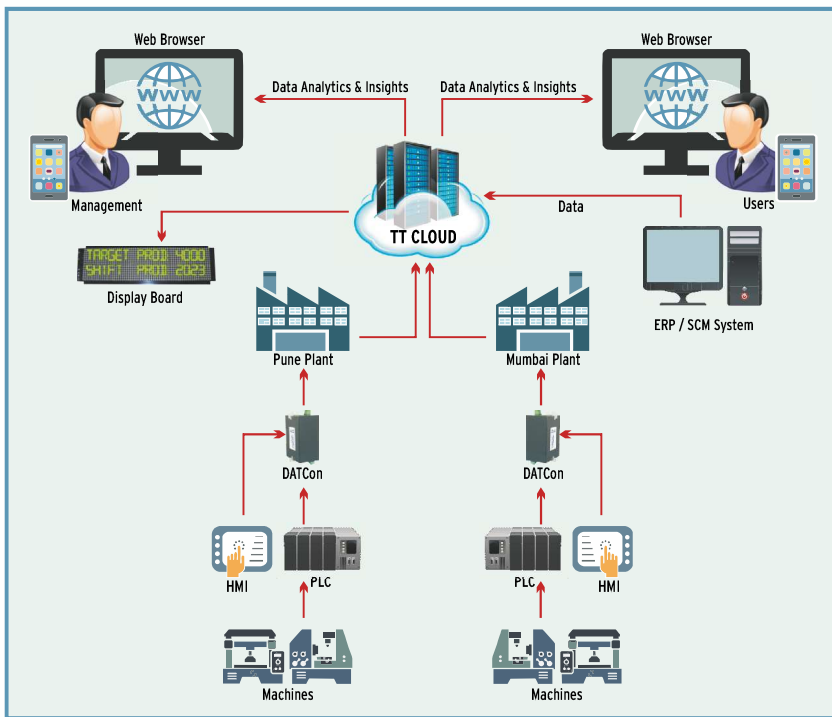 Web Browser
Web Browser
WWW
WWW
Data Analytics & Insights
Data Analytics & Insights
Management
Users
Data
TT CLOUD
TARGET PROD 4000
SHIFT PROD 2023
Display Board
ERP / SCM System
Pune Plant
Mumbai Plant
DATCon
DATCon
HMI
PLC
PLC
HMI
Machines
Machines